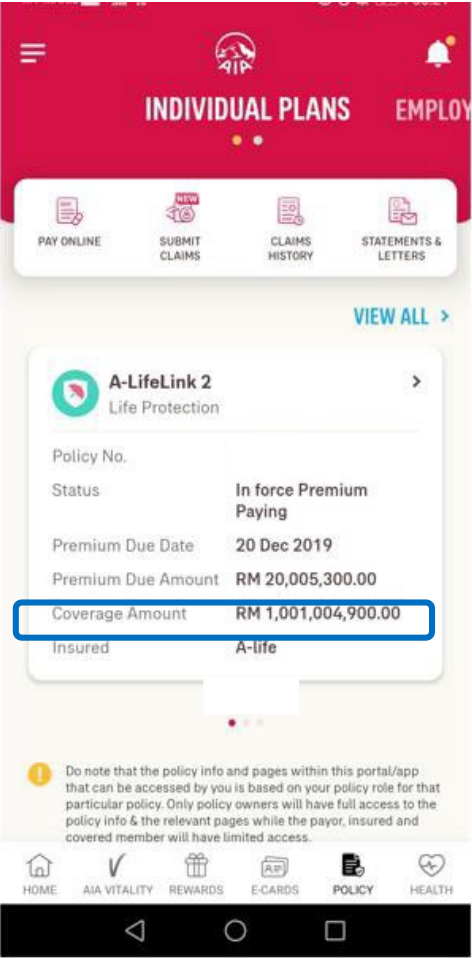 AIA
INDIVIDUAL PLANS EMPLOY
PAY ONLINE
NEW
SUBMIT
CLAIMS
CLAIMS
HISTORY
STATEMENTS &
LETTERS
VIEW ALL >
A-LifeLink 2 >
Life Protection
Policy No.
Status In force Premium
Paying
Premium Due Date 20 Dec 2019
Premium Due Amount RM 20,005,300.00
Coverage Amount RM 1,001,004,900.00
Insured A-life
! Do note that the policy info and pages within this portal/app
that can be accessed by you is based on your policy role for that
particular policy. Only policy owners will have full access to the
policy info & the relevant pages while the payor, insured and
covered member will have limited access.
HOME AIA VITALITY REWARDS E-CARDS POLICY HEALTH